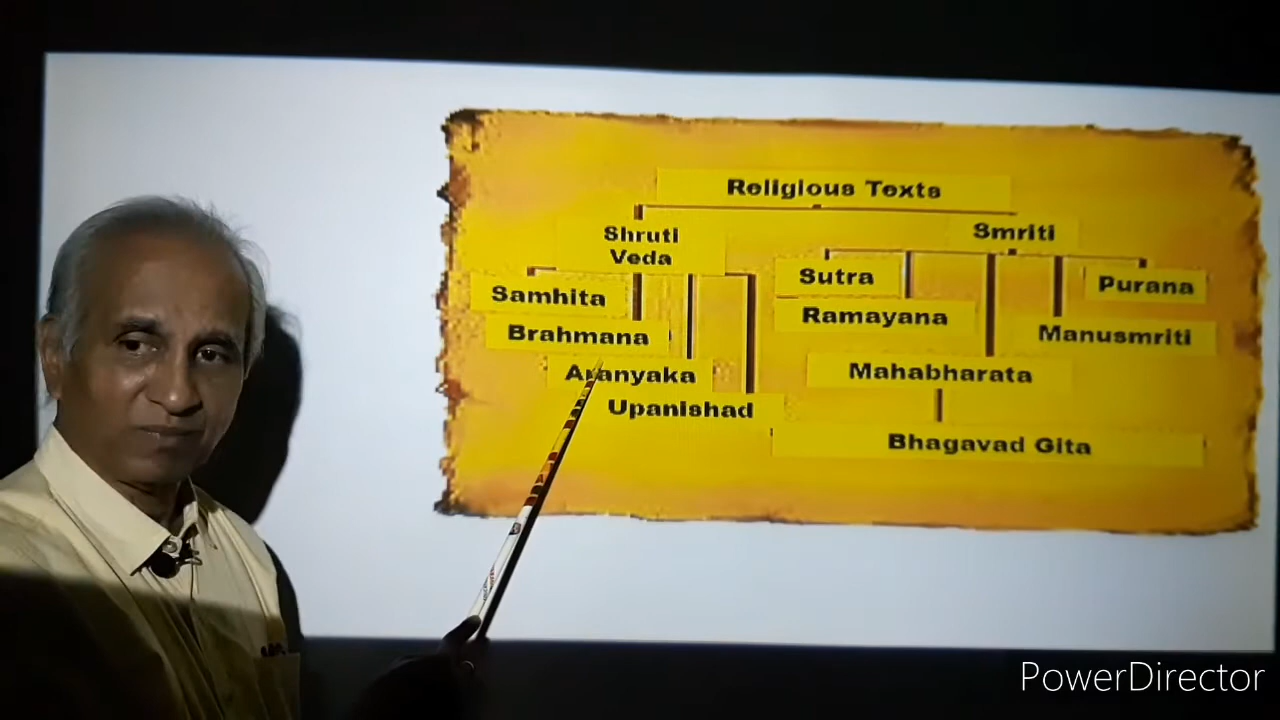 Religious Texts
Shruti
Veda
Smriti
Samhita
Sutra
Purana
Brahmana
Ramayana
Manusmriti
Aranyaka
Mahabharata
Upanishad
Bhagavad Gita
PowerDirector